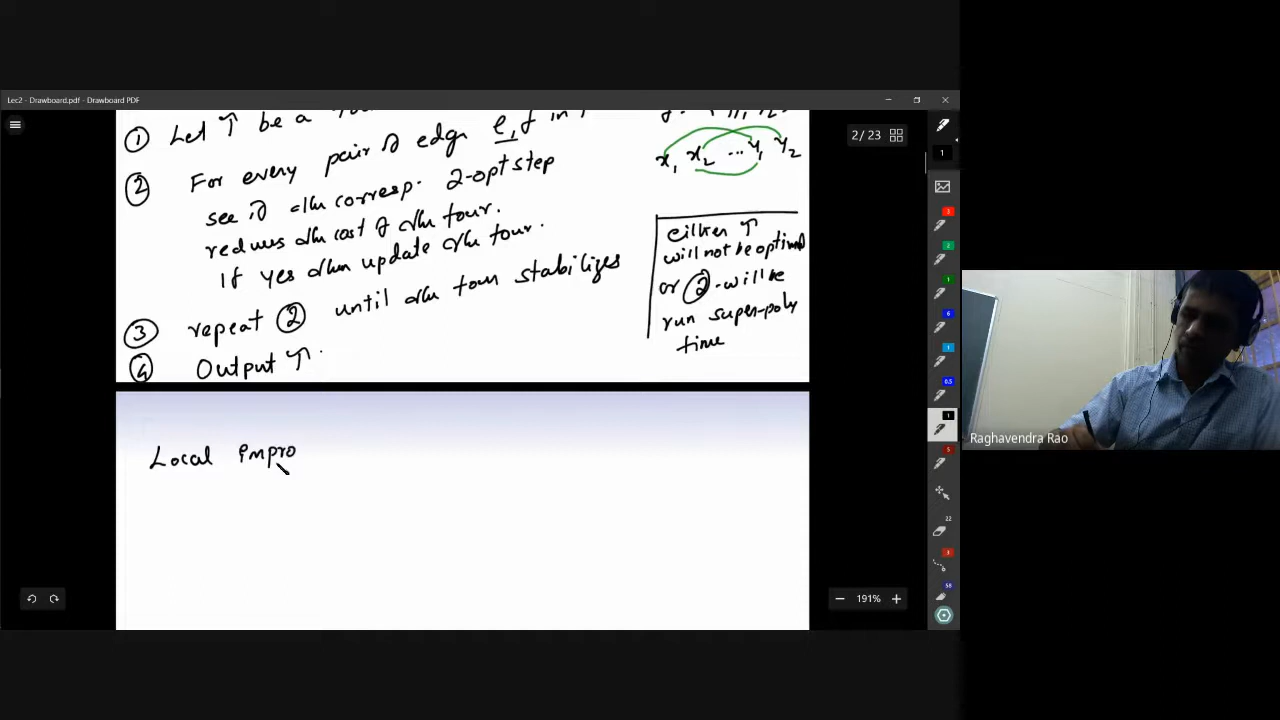 Lec2 - Drawboard.pdf - Drawboard PDF
2 / 23
① Let T be a
② For every pair of edge e, f in
see if the corresp. 2-opt step
reduces the cost of the tour.
If yes then update the tour.
③ repeat ② until the tour stabilizes
④ Output T.
x₁ x₂ ... y₁ y₂
either T
will not be optimal
or ② - will be
run super-poly
time
Local Impro
191%
Raghavendra Rao